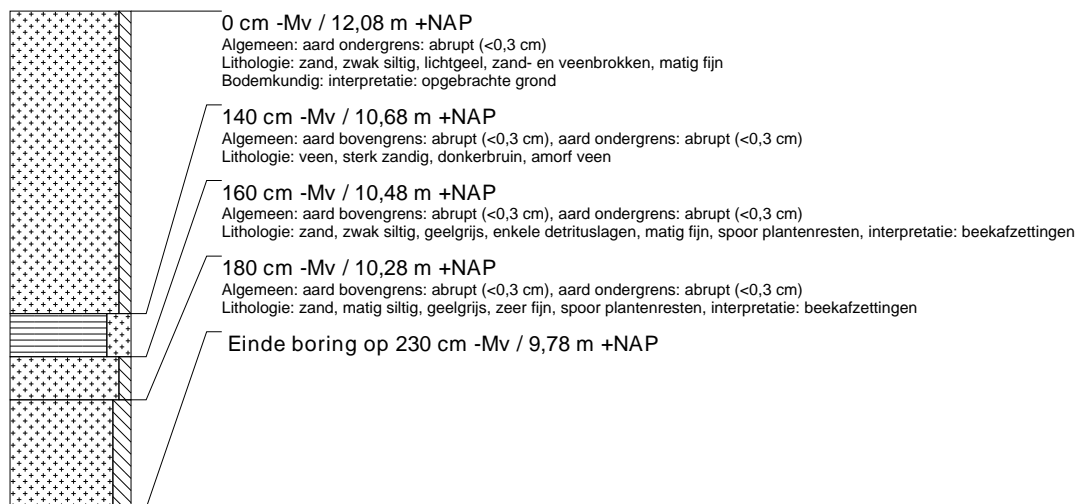 0 cm -Mv / 12,08 m +NAP
Algemeen: aard ondergrens: abrupt (<0,3 cm)
Lithologie: zand, zwak siltig, lichtgeel, zand- en veenbrokken, matig fijn
Bodemkundig: interpretatie: opgebrachte grond
140 cm -Mv / 10,68 m +NAP
Algemeen: aard bovengrens: abrupt (<0,3 cm), aard ondergrens: abrupt (<0,3 cm)
Lithologie: veen, sterk zandig, donkerbruin, amorf veen
160 cm -Mv / 10,48 m +NAP
Algemeen: aard bovengrens: abrupt (<0,3 cm), aard ondergrens: abrupt (<0,3 cm)
Lithologie: zand, zwak siltig, geelgrijs, enkele detrituslagen, matig fijn, spoor plantenresten, interpretatie: beekafzettingen
180 cm -Mv / 10,28 m +NAP
Algemeen: aard bovengrens: abrupt (<0,3 cm), aard ondergrens: abrupt (<0,3 cm)
Lithologie: zand, matig siltig, geelgrijs, zeer fijn, spoor plantenresten, interpretatie: beekafzettingen
Einde boring op 230 cm -Mv / 9,78 m +NAP